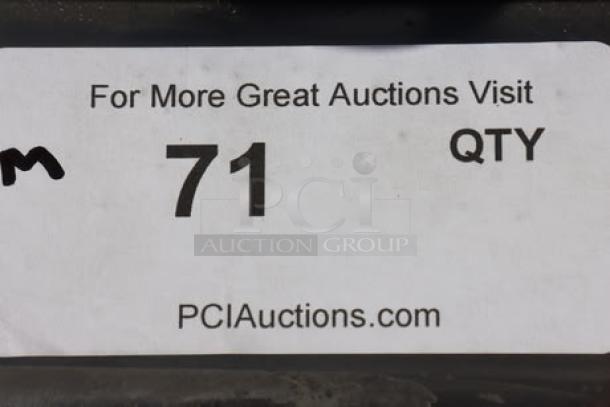 For More Great Auctions Visit
M 71 QTY
PCI
AUCTION GROUP
PCIAuctions.com